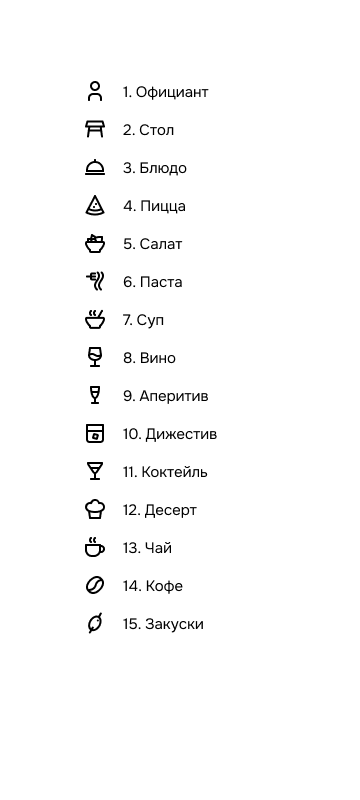 1. Официант
2. Стол
3. Блюдо
4. Пицца
5. Салат
6. Паста
7. Суп
8. Вино
9. Аперитив
10. Дижестив
11. Коктейль
12. Десерт
13. Чай
14. Кофе
15. Закуски